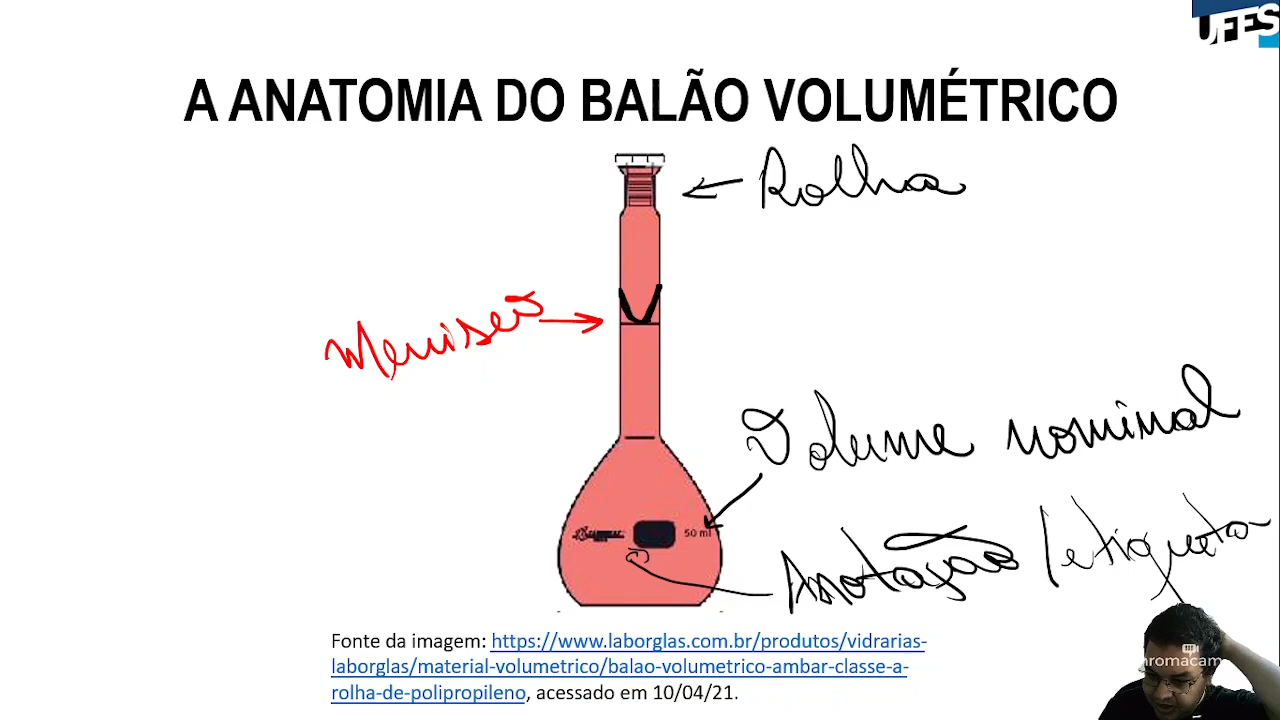 UFES
A ANATOMIA DO BALÃO VOLUMÉTRICO
Rolha
Menisco
Volume nominal
50 ml
Anotação / etiqueta
Fonte da imagem: https://www.laborglas.com.br/produtos/vidrarias-
laborglas/material-volumetrico/balao-volumetrico-ambar-classe-a-
rolha-de-polipropileno, acessado em 10/04/21.
chromacam